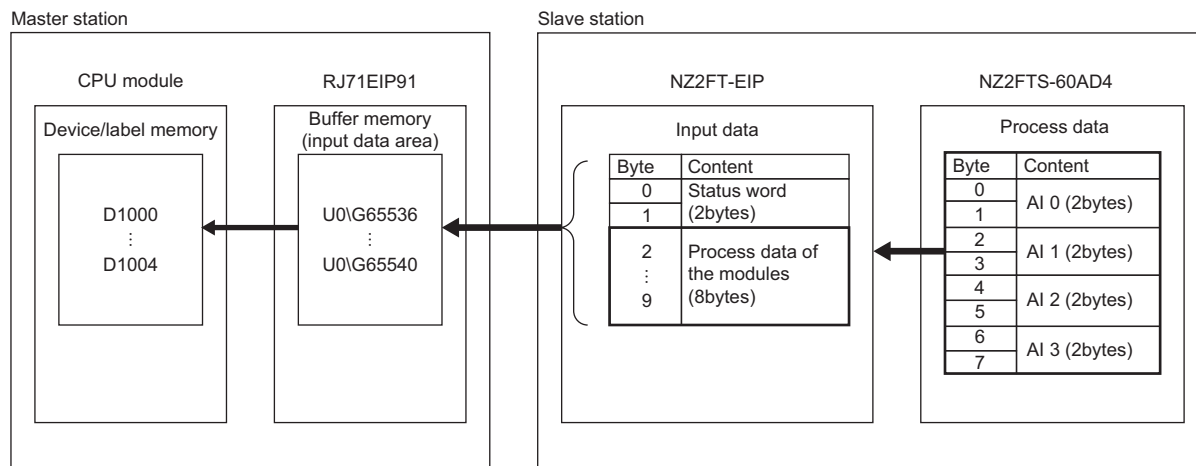 Master station
CPU module
Device/label memory
D1000
⋮
D1004
RJ71EIP91
Buffer memory
(input data area)
U0\G65536
⋮
U0\G65540
Slave station
NZ2FT-EIP
Input data
Byte Content
0 Status word
1 (2bytes)
2 Process data of
⋮ the modules
9 (8bytes)
NZ2FTS-60AD4
Process data
Byte Content
0
AI 0 (2bytes)
1
2
AI 1 (2bytes)
3
4
AI 2 (2bytes)
5
6
AI 3 (2bytes)
7